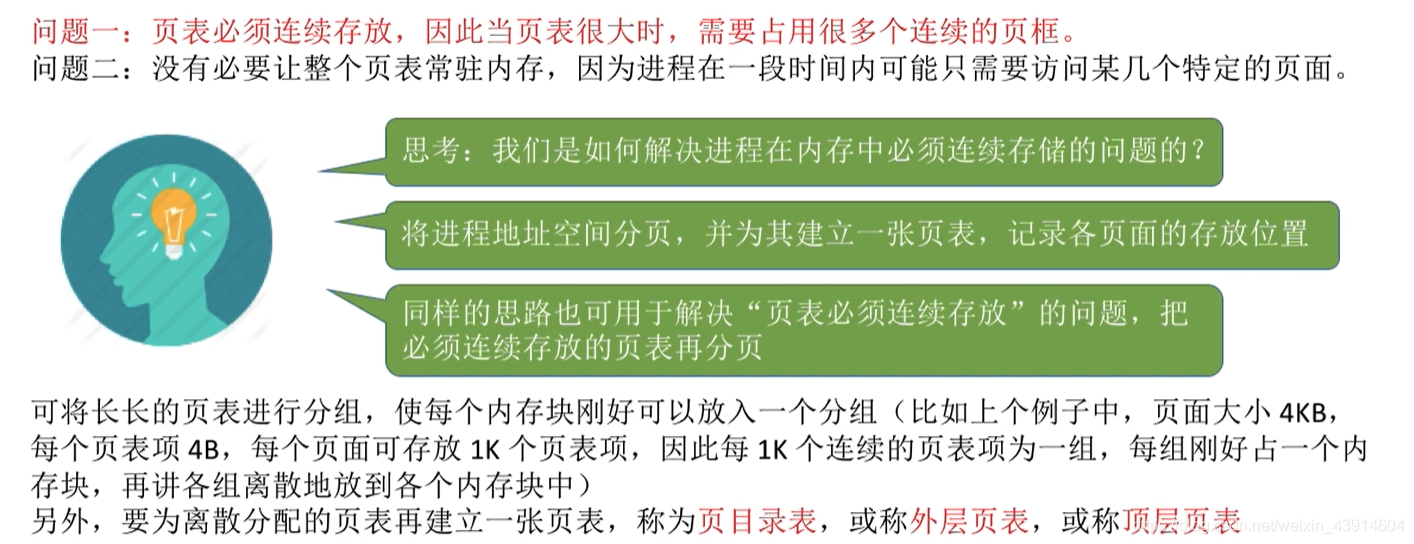 问题一：页表必须连续存放，因此当页表很大时，需要占用很多个连续的页框。
问题二：没有必要让整个页表常驻内存，因为进程在一段时间内可能只需要访问某几个特定的页面。
思考：我们是如何解决进程在内存中必须连续存储的问题的？
将进程地址空间分页，并为其建立一张页表，记录各页面的存放位置
同样的思路也可用于解决“页表必须连续存放”的问题，把
必须连续存放的页表再分页
可将长长的页表进行分组，使每个内存块刚好可以放入一个分组（比如上个例子中，页面大小 4KB，
每个页表项 4B，每个页面可存放 1K 个页表项，因此每 1K 个连续的页表项为一组，每组刚好占一个内
存块，再讲各组离散地放到各个内存块中）
另外，要为离散分配的页表再建立一张页表，称为页目录表，或称外层页表，或称顶层页表
net/weixin_43914604